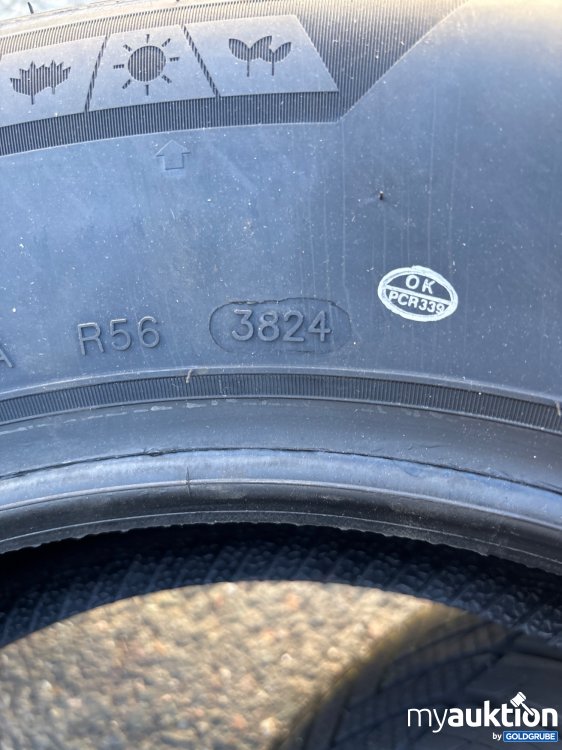 OK
PCR339
A R56 3824
myauktion
by GOLDGRUBE